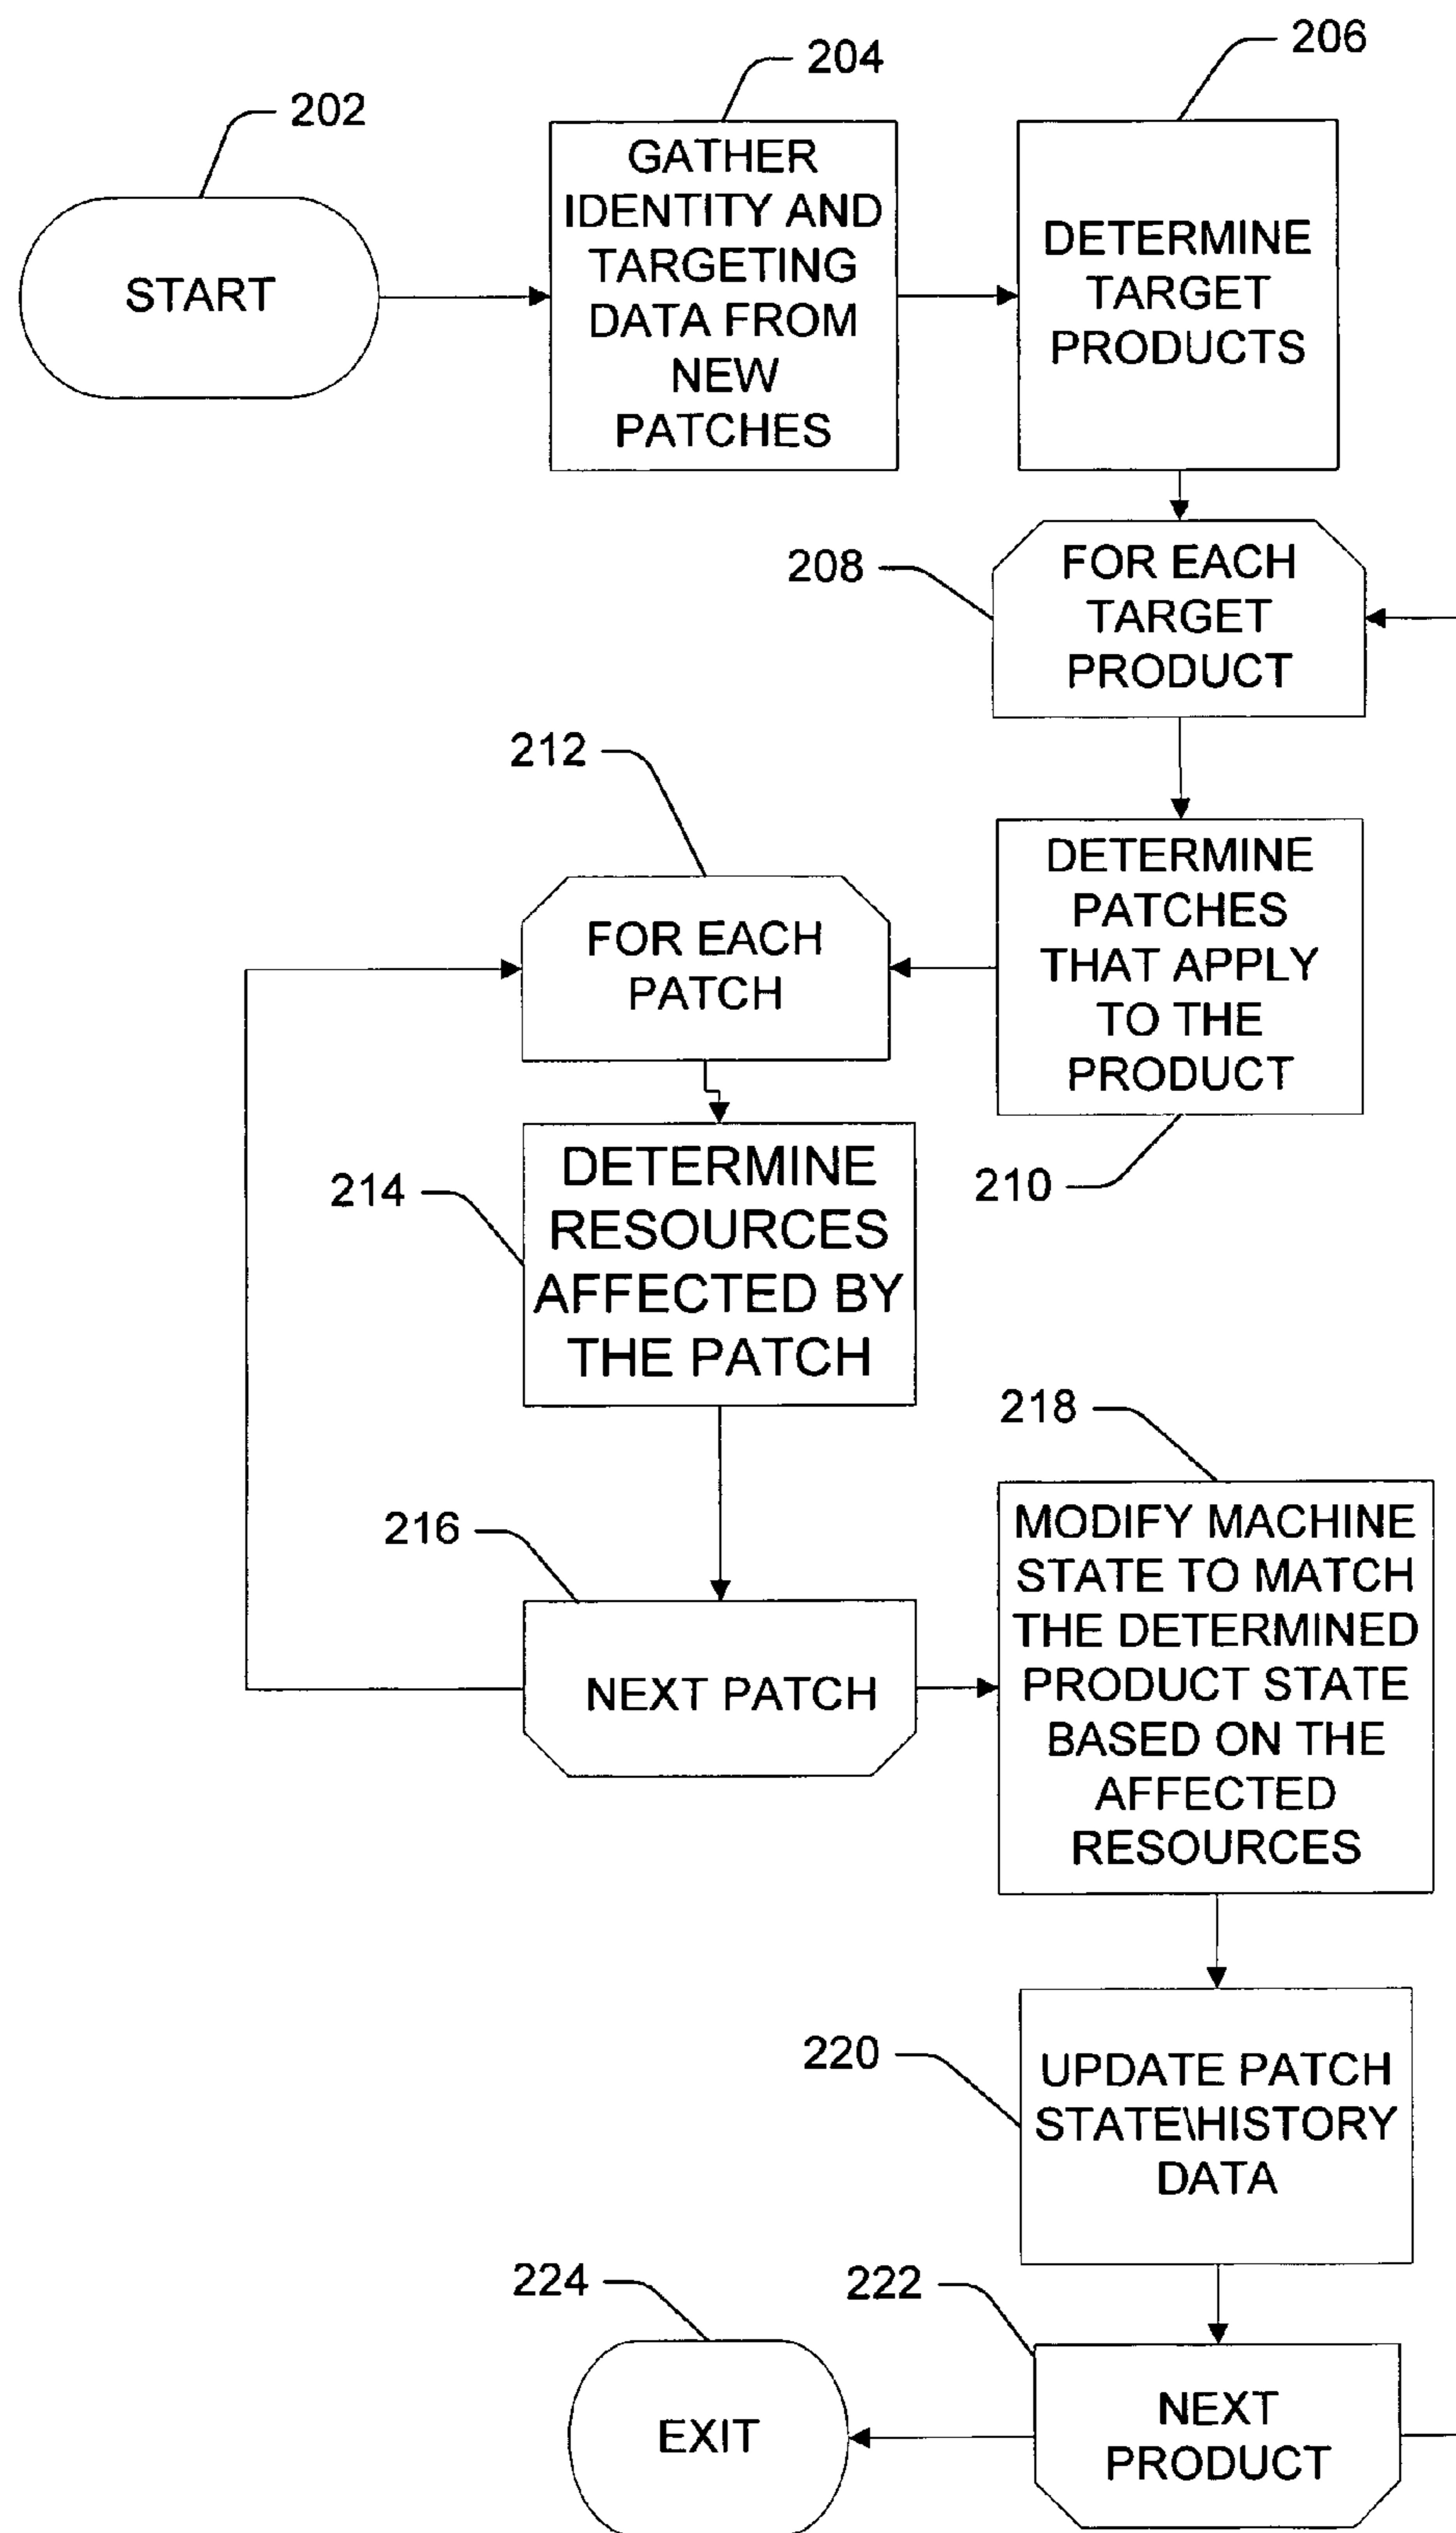 202
START
204
GATHER
IDENTITY AND
TARGETING
DATA FROM
NEW
PATCHES
206
DETERMINE
TARGET
PRODUCTS
208
FOR EACH
TARGET
PRODUCT
210
DETERMINE
PATCHES
THAT APPLY
TO THE
PRODUCT
212
FOR EACH
PATCH
214
DETERMINE
RESOURCES
AFFECTED BY
THE PATCH
216
NEXT PATCH
218
MODIFY MACHINE
STATE TO MATCH
THE DETERMINED
PRODUCT STATE
BASED ON THE
AFFECTED
RESOURCES
220
UPDATE PATCH
STATE\HISTORY
DATA
222
NEXT
PRODUCT
224
EXIT